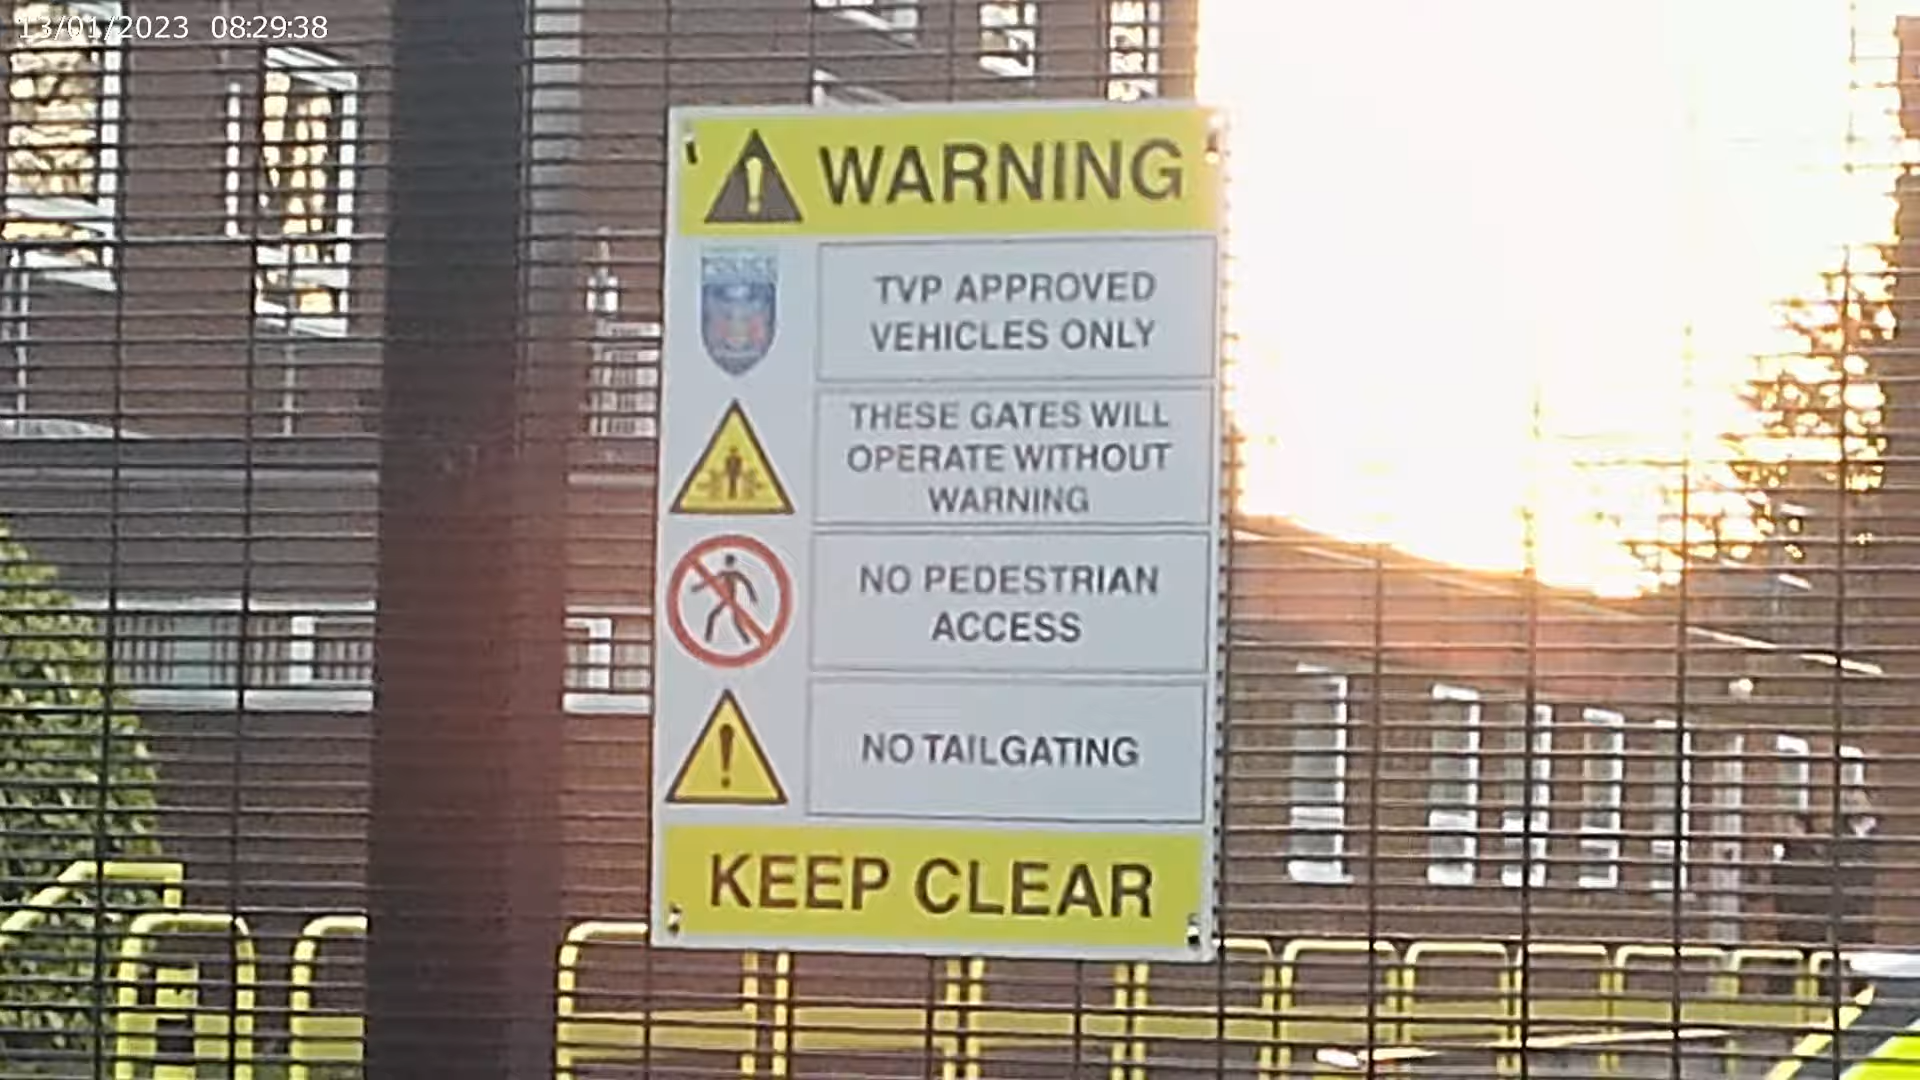 13/01/2023 08:29:38
WARNING
POLICE
TVP APPROVED
VEHICLES ONLY
THESE GATES WILL
OPERATE WITHOUT
WARNING
NO PEDESTRIAN
ACCESS
NO TAILGATING
KEEP CLEAR